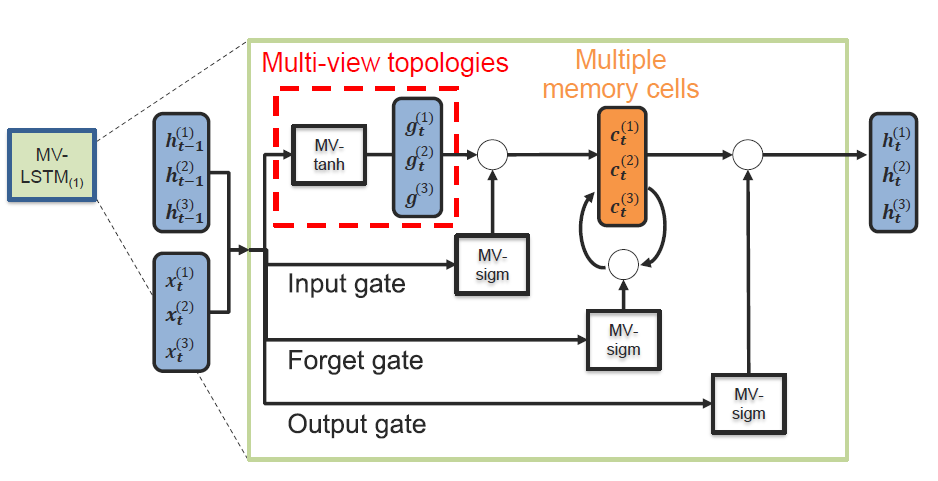 Multi-view topologies
Multiple
memory cells
MV-
LSTM(1)
h_{t-1}^{(1)}
h_{t-1}^{(2)}
h_{t-1}^{(3)}
x_t^{(1)}
x_t^{(2)}
x_t^{(3)}
MV-
tanh
g_t^{(1)}
g_t^{(2)}
g^{(3)}
c_t^{(1)}
c_t^{(2)}
c_t^{(3)}
h_t^{(1)}
h_t^{(2)}
h_t^{(3)}
Input gate
MV-
sigm
Forget gate
MV-
sigm
Output gate
MV-
sigm